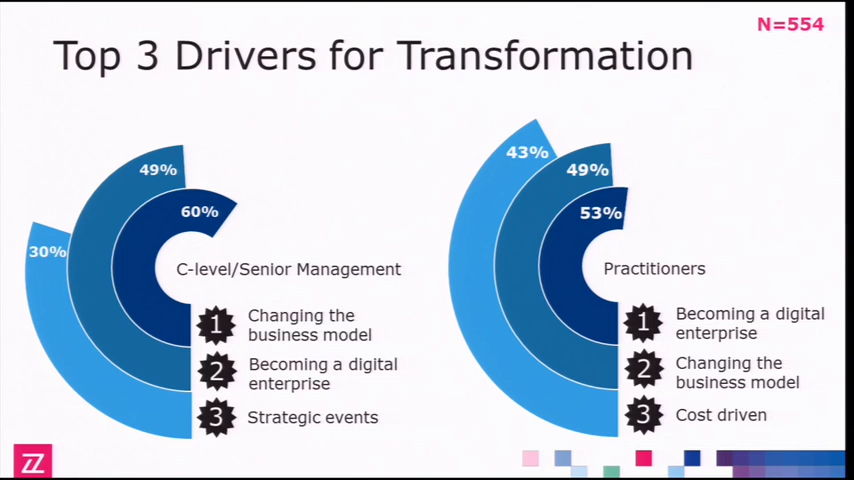 N=554
Top 3 Drivers for Transformation
49%
60%
30%
C-level/Senior Management
1 Changing the
business model
2 Becoming a digital
enterprise
3 Strategic events
43%
49%
53%
Practitioners
1 Becoming a digital
enterprise
2 Changing the
business model
3 Cost driven